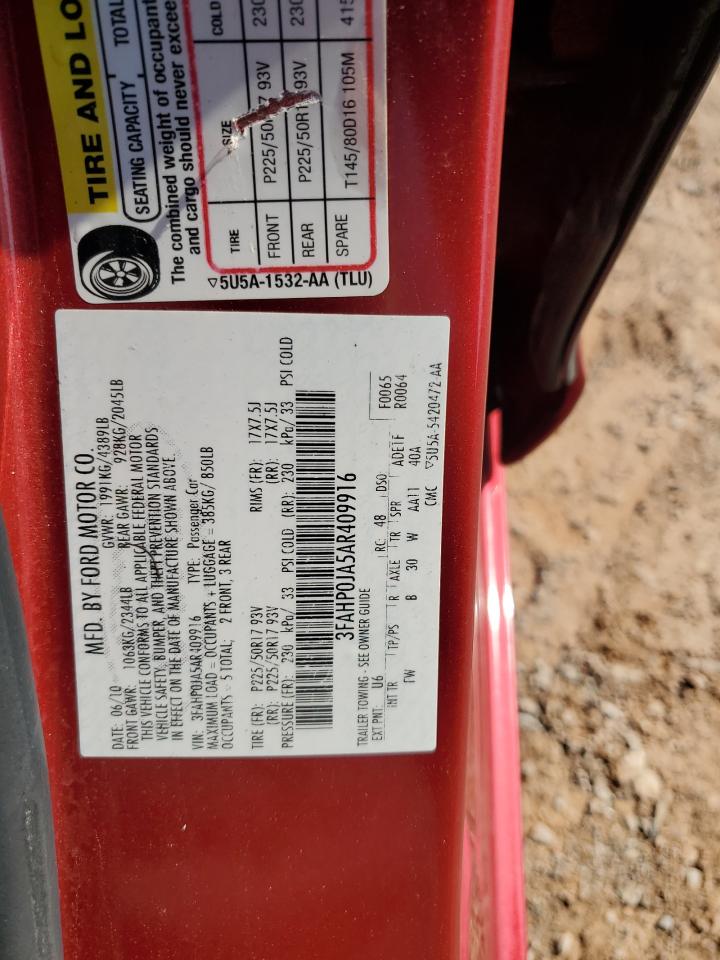 TIRE AND LO
SEATING CAPACITY TOTAL
The combined weight of occupant
and cargo should never excee
TIRE SIZE COLD
FRONT P225/50R17 93V 230
REAR P225/50R17 93V 230
SPARE T145/80D16 105M 415
▽5U5A-1532-AA (TLU)
MFD. BY FORD MOTOR CO.
DATE: 06/10 GVWR: 1991KG/4389LB
FRONT GAWR: 1063KG/2344LB REAR GAWR: 928KG/2045LB
THIS VEHICLE CONFORMS TO ALL APPLICABLE FEDERAL MOTOR
VEHICLE SAFETY, BUMPER, AND THEFT PREVENTION STANDARDS
IN EFFECT ON THE DATE OF MANUFACTURE SHOWN ABOVE.
VIN: 3FAHP0JA5AR409916 TYPE: Passenger Car
MAXIMUM LOAD = OCCUPANTS + LUGGAGE = 385KG/ 850LB
OCCUPANTS = 5 TOTAL; 2 FRONT, 3 REAR
TIRE (FR): P225/50R17 93V RIMS (FR): 17X7.5J
(RR): P225/50R17 93V (RR): 17X7.5J
PRESSURE (FR): 230 kPa/ 33 PSI COLD (RR): 230 kPa/ 33 PSI COLD
3FAHP0JA5AR409916
TRAILER TOWING - SEE OWNER GUIDE F0065
EXT PNT: U6 RC: 48 DSO: R0064
INT TR TP/PS R AXLE TR SPR ADE1F
TW B 30 W AA11 40A
CMC ▽5U5A-5420472-AA